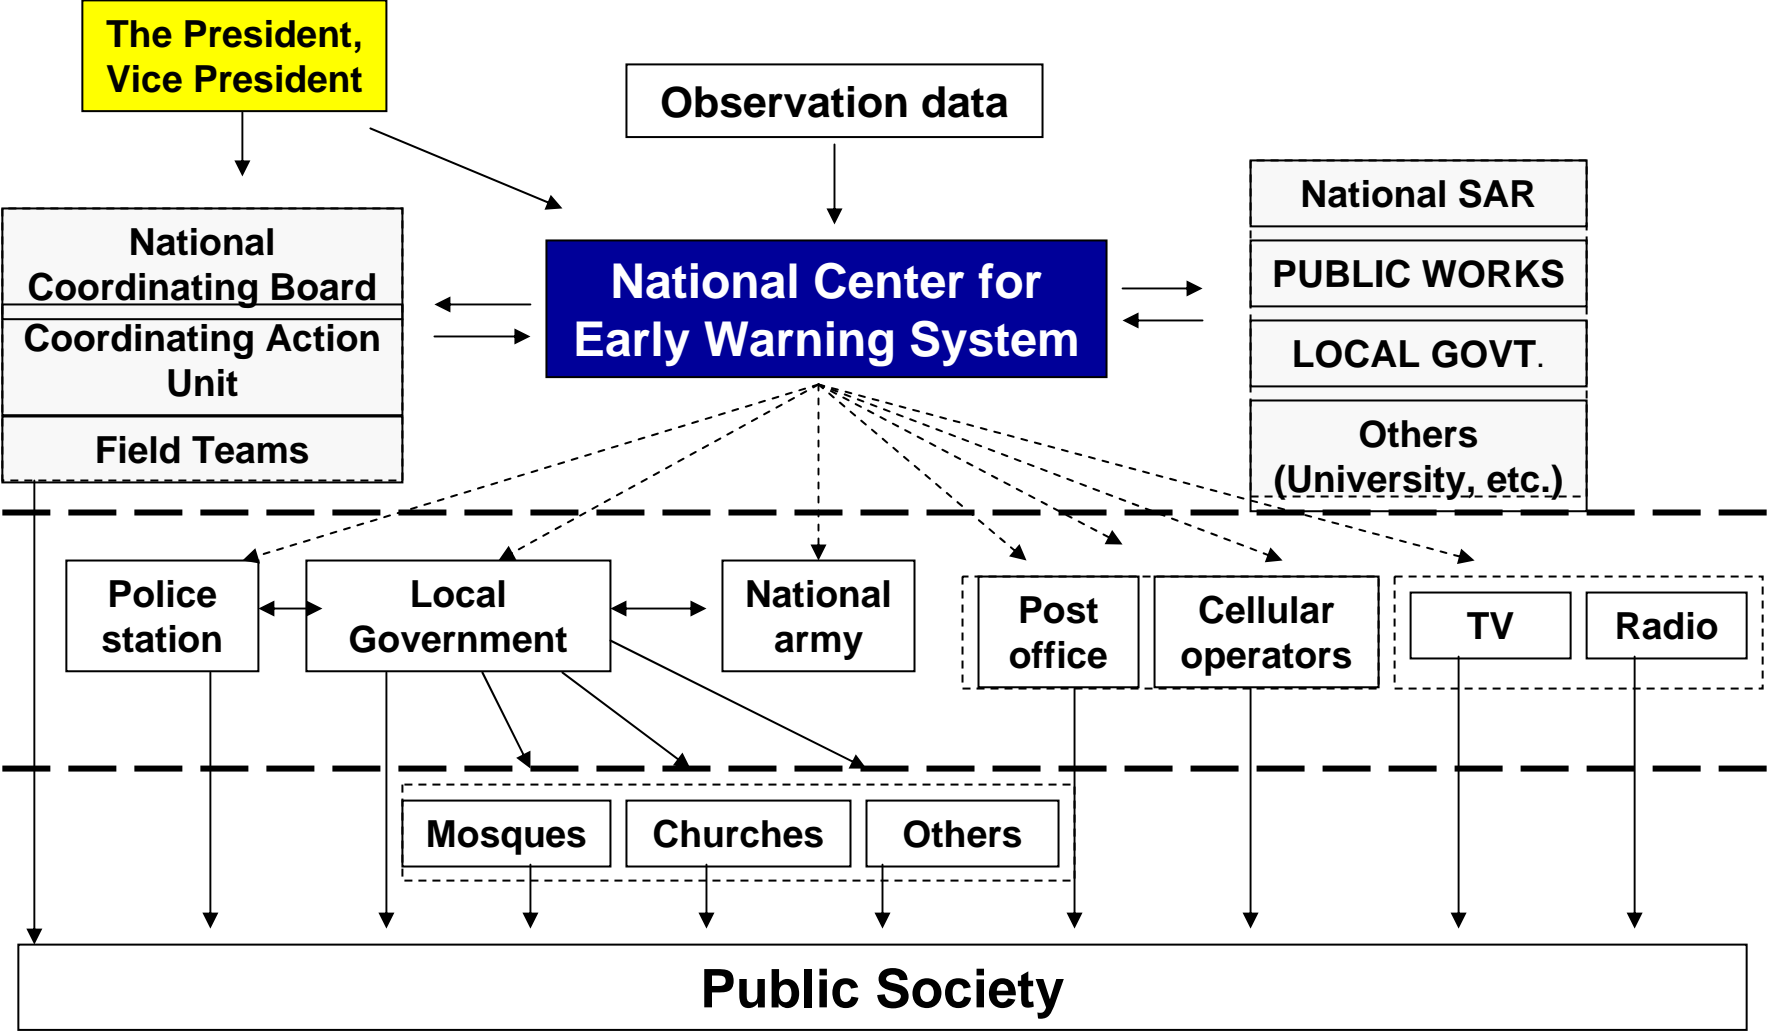 The President,
Vice President
Observation data
National
Coordinating Board
Coordinating Action
Unit
Field Teams
National Center for
Early Warning System
National SAR
PUBLIC WORKS
LOCAL GOVT.
Others
(University, etc.)
Police
station
Local
Government
National
army
Post
office
Cellular
operators
TV
Radio
Mosques
Churches
Others
Public Society